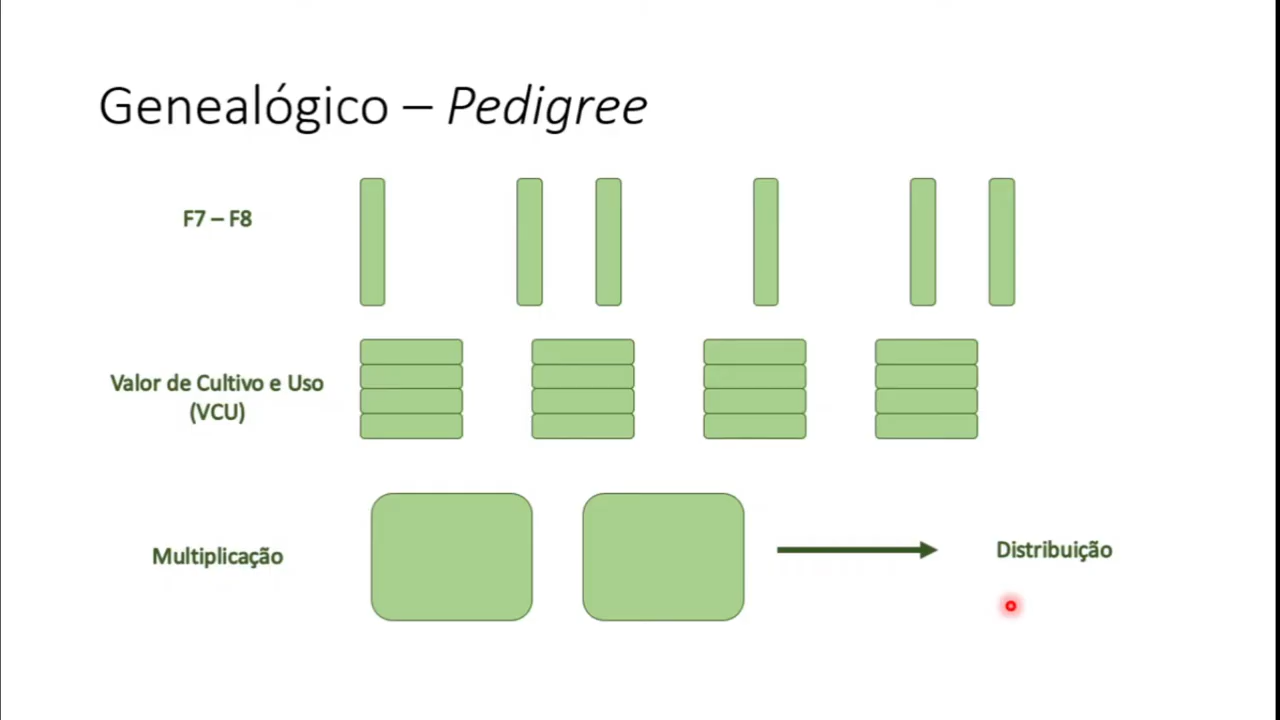 Genealógico – Pedigree
F7 – F8
Valor de Cultivo e Uso
(VCU)
Multiplicação
Distribuição